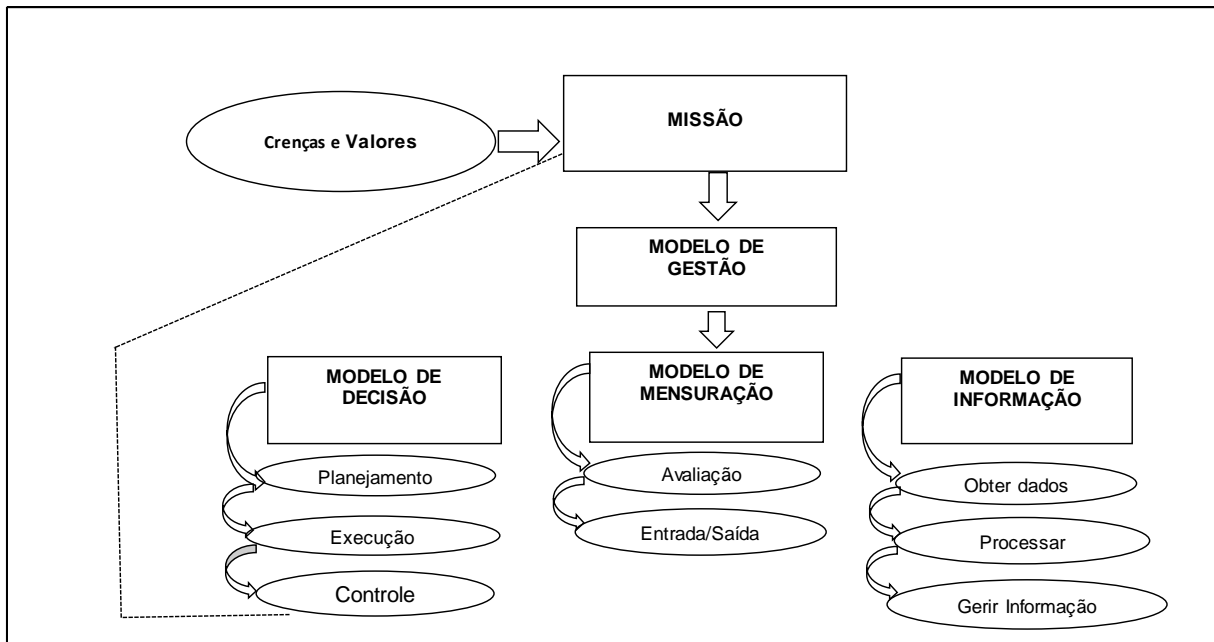 Crenças e Valores
MISSÃO
MODELO DE
GESTÃO
MODELO DE
DECISÃO
Planejamento
Execução
Controle
MODELO DE
MENSURAÇÃO
Avaliação
Entrada/Saída
MODELO DE
INFORMAÇÃO
Obter dados
Processar
Gerir Informação